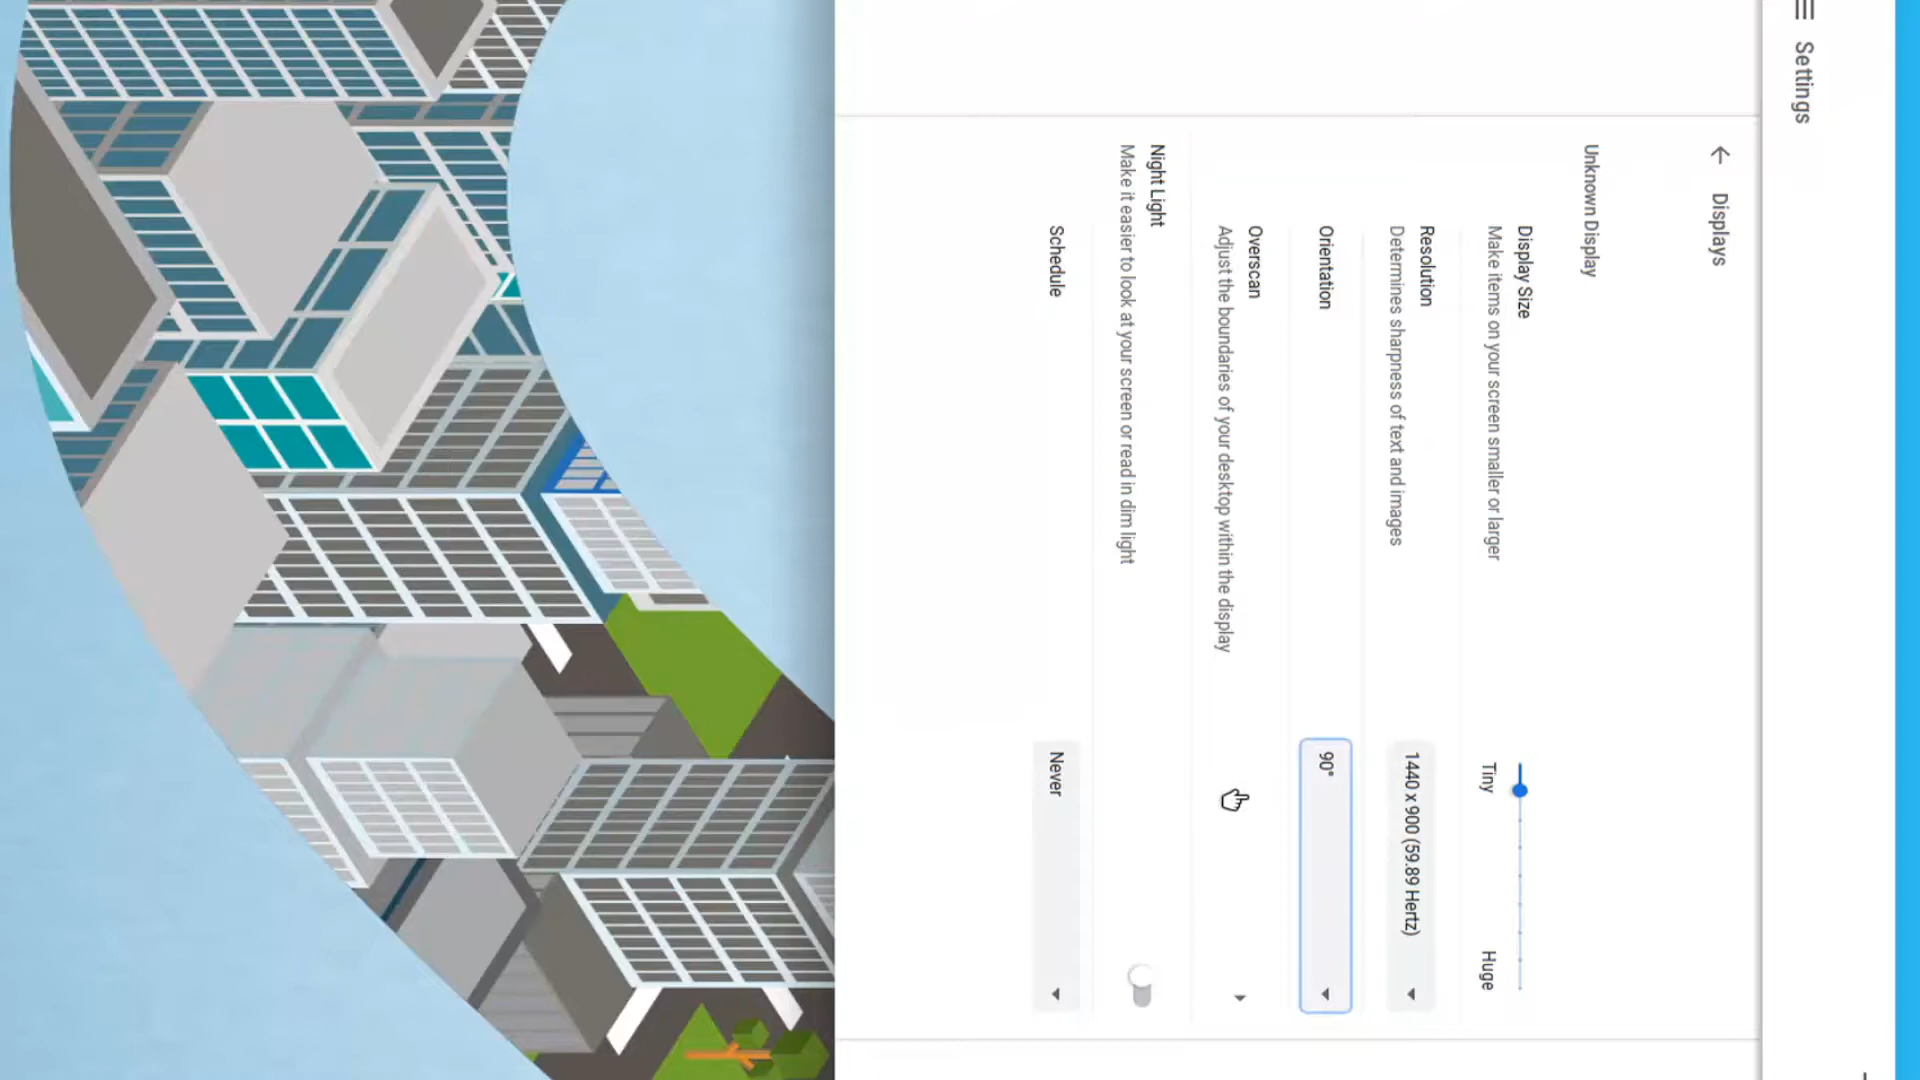 Settings
Displays
Unknown Display
Display Size
Make items on your screen smaller or larger
Tiny
Huge
Resolution
Determines sharpness of text and images
1440 x 900 (59.89 Hertz)
Orientation
90°
Overscan
Adjust the boundaries of your desktop within the display
Night Light
Make it easier to look at your screen or read in dim light
Schedule
Never